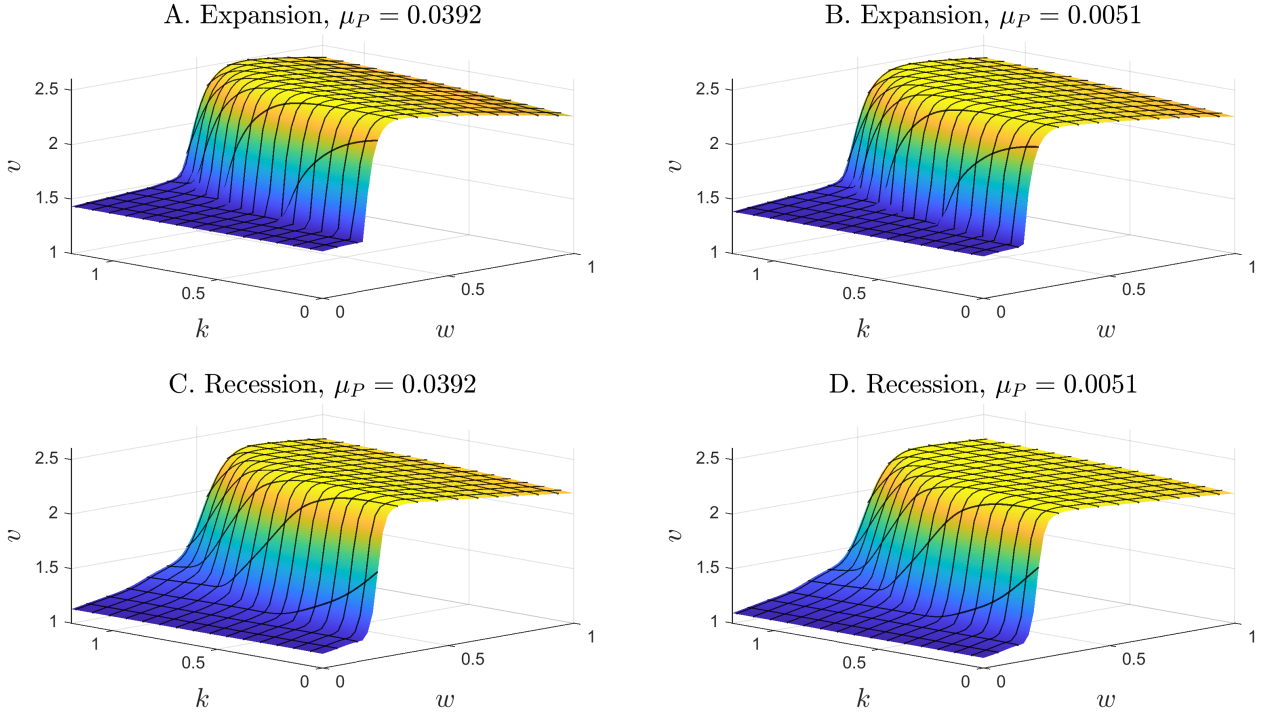 A. Expansion, μ_P = 0.0392
B. Expansion, μ_P = 0.0051
2.5
2
1.5
1
v
1
0.5
0
k
0
0.5
1
w
2.5
2
1.5
1
v
1
0.5
0
k
0
0.5
1
w
C. Recession, μ_P = 0.0392
D. Recession, μ_P = 0.0051
2.5
2
1.5
1
v
1
0.5
0
k
0
0.5
1
w
2.5
2
1.5
1
v
1
0.5
0
k
0
0.5
1
w